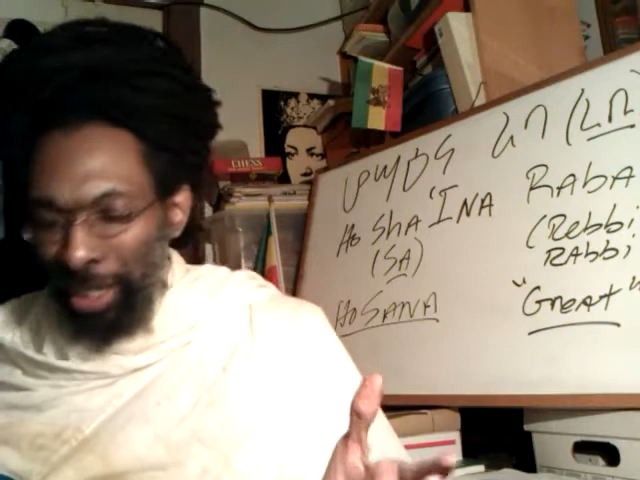 CHESS
ሆሣዕና
Ho Sha'INA RabA
(SA)
(Rebbi,
RAbbi
HoSANA
"Great"